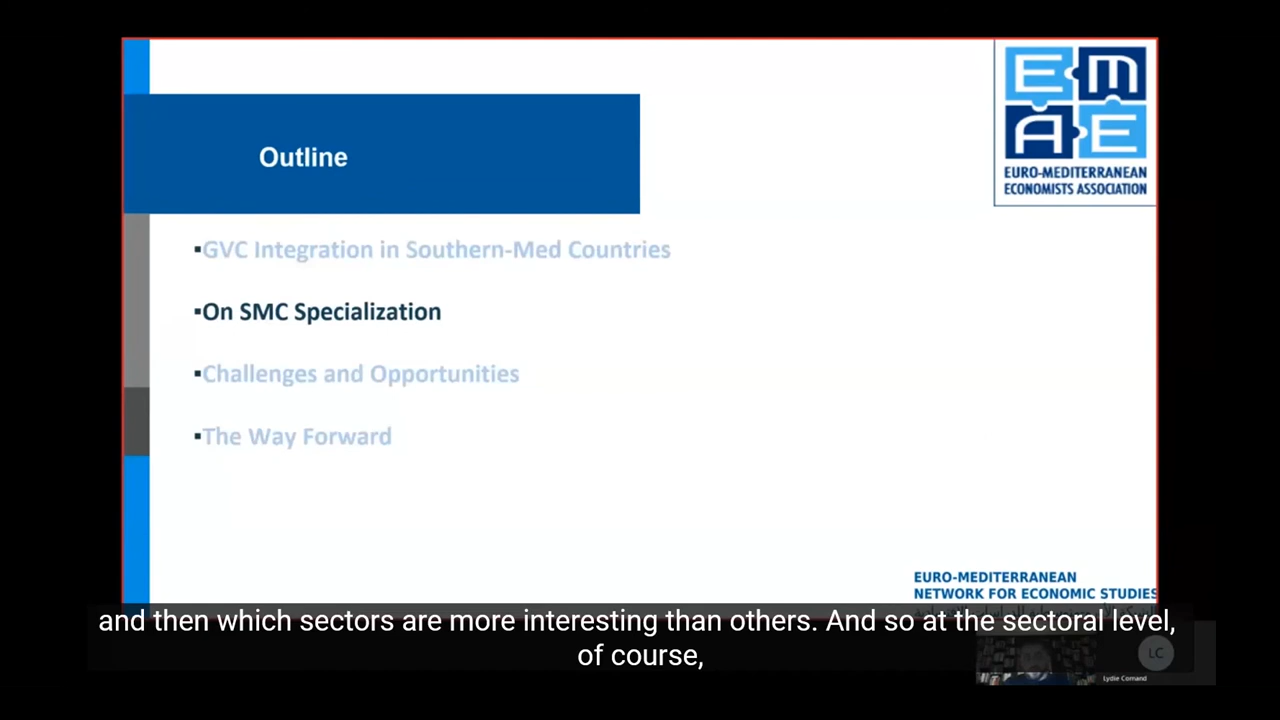 EMAE
EURO-MEDITERRANEAN
ECONOMISTS ASSOCIATION
Outline
▪GVC Integration in Southern-Med Countries
▪On SMC Specialization
▪Challenges and Opportunities
▪The Way Forward
EURO-MEDITERRANEAN
NETWORK FOR ECONOMIC STUDIES
and then which sectors are more interesting than others. And so at the sectoral level,
of course,
LC
Lydie Comand